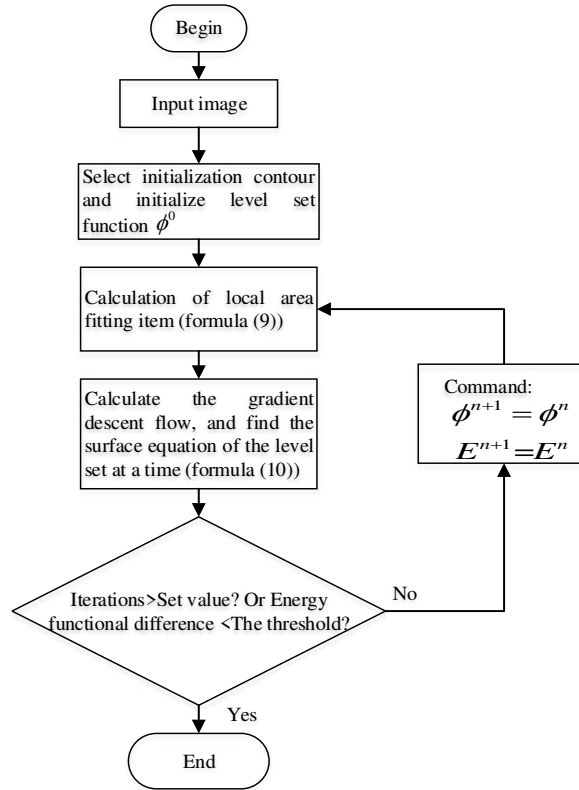 Begin
Input image
Select initialization contour
and initialize level set
function ϕ⁰
Calculation of local area
fitting item (formula (9))
Calculate the gradient
descent flow, and find the
surface equation of the level
set at a time (formula (10))
Command:
ϕⁿ⁺¹ = ϕⁿ
Eⁿ⁺¹=Eⁿ
Iterations>Set value? Or Energy
functional difference <The threshold?
No
Yes
End